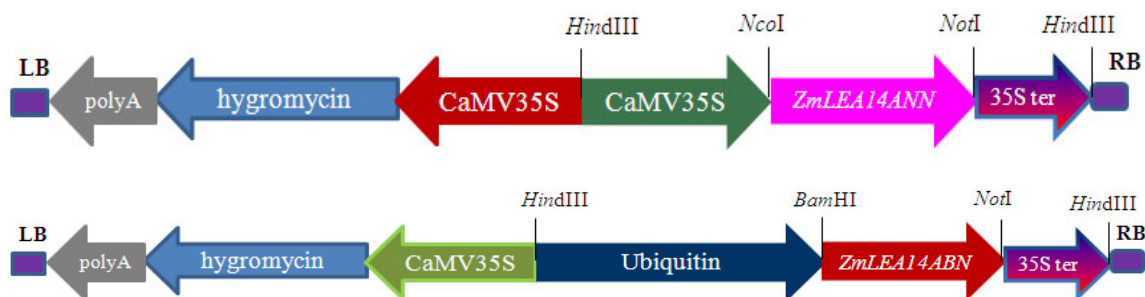 HindIII NcoI NotI HindIII
LB RB
polyA hygromycin CaMV35S CaMV35S ZmLEA14ANN 35S ter
HindIII BamHI NotI HindIII
LB RB
polyA hygromycin CaMV35S Ubiquitin ZmLEA14ABN 35S ter